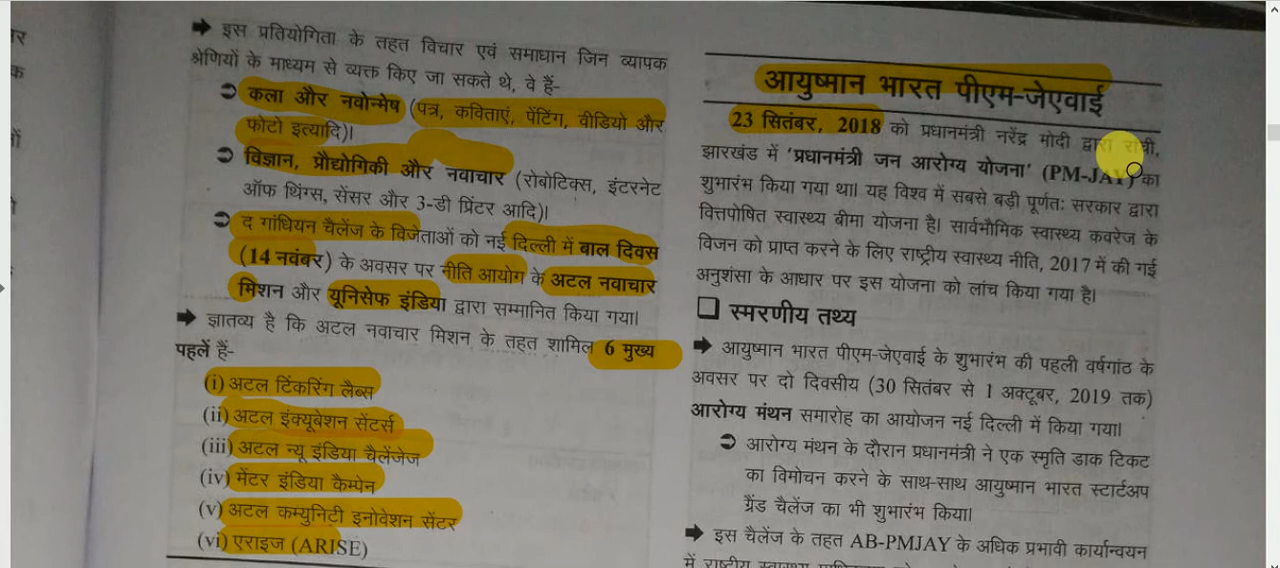 ➡ इस प्रतियोगिता के तहत विचार एवं समाधान जिन व्यापक
श्रेणियों के माध्यम से व्यक्त किए जा सकते थे, वे हैं-
➲ कला और नवोन्मेष (पत्र, कविताएं, पेंटिंग, वीडियो और
फोटो इत्यादि)।
➲ विज्ञान, प्रौद्योगिकी और नवाचार (रोबोटिक्स, इंटरनेट
ऑफ थिंग्स, सेंसर और 3-डी प्रिंटर आदि)।
➲ द गांधियन चैलेंज के विजेताओं को नई दिल्ली में बाल दिवस
(14 नवंबर) के अवसर पर नीति आयोग के अटल नवाचार
मिशन और यूनिसेफ इंडिया द्वारा सम्मानित किया गया।
➡ ज्ञातव्य है कि अटल नवाचार मिशन के तहत शामिल 6 मुख्य
पहलें हैं-
(i) अटल टिंकरिंग लैब्स
(ii) अटल इंक्यूबेशन सेंटर्स
(iii) अटल न्यू इंडिया चैलेंजेज
(iv) मेंटर इंडिया कैम्पेन
(v) अटल कम्युनिटी इनोवेशन सेंटर
(vi) एराइज (ARISE)
आयुष्मान भारत पीएम-जेएवाई
23 सितंबर, 2018 को प्रधानमंत्री नरेंद्र मोदी द्वारा रांची,
झारखंड में 'प्रधानमंत्री जन आरोग्य योजना' (PM-JAY) का
शुभारंभ किया गया था। यह विश्व में सबसे बड़ी पूर्णतः सरकार द्वारा
वित्तपोषित स्वास्थ्य बीमा योजना है। सार्वभौमिक स्वास्थ्य कवरेज के
विजन को प्राप्त करने के लिए राष्ट्रीय स्वास्थ्य नीति, 2017 में की गई
अनुशंसा के आधार पर इस योजना को लांच किया गया है।
❑ स्मरणीय तथ्य
➡ आयुष्मान भारत पीएम-जेएवाई के शुभारंभ की पहली वर्षगांठ के
अवसर पर दो दिवसीय (30 सितंबर से 1 अक्टूबर, 2019 तक)
आरोग्य मंथन समारोह का आयोजन नई दिल्ली में किया गया।
➲ आरोग्य मंथन के दौरान प्रधानमंत्री ने एक स्मृति डाक टिकट
का विमोचन करने के साथ-साथ आयुष्मान भारत स्टार्टअप
ग्रैंड चैलेंज का भी शुभारंभ किया।
➡ इस चैलेंज के तहत AB-PMJAY के अधिक प्रभावी कार्यान्वयन
में राष्ट्रीय स्वास्थ्य